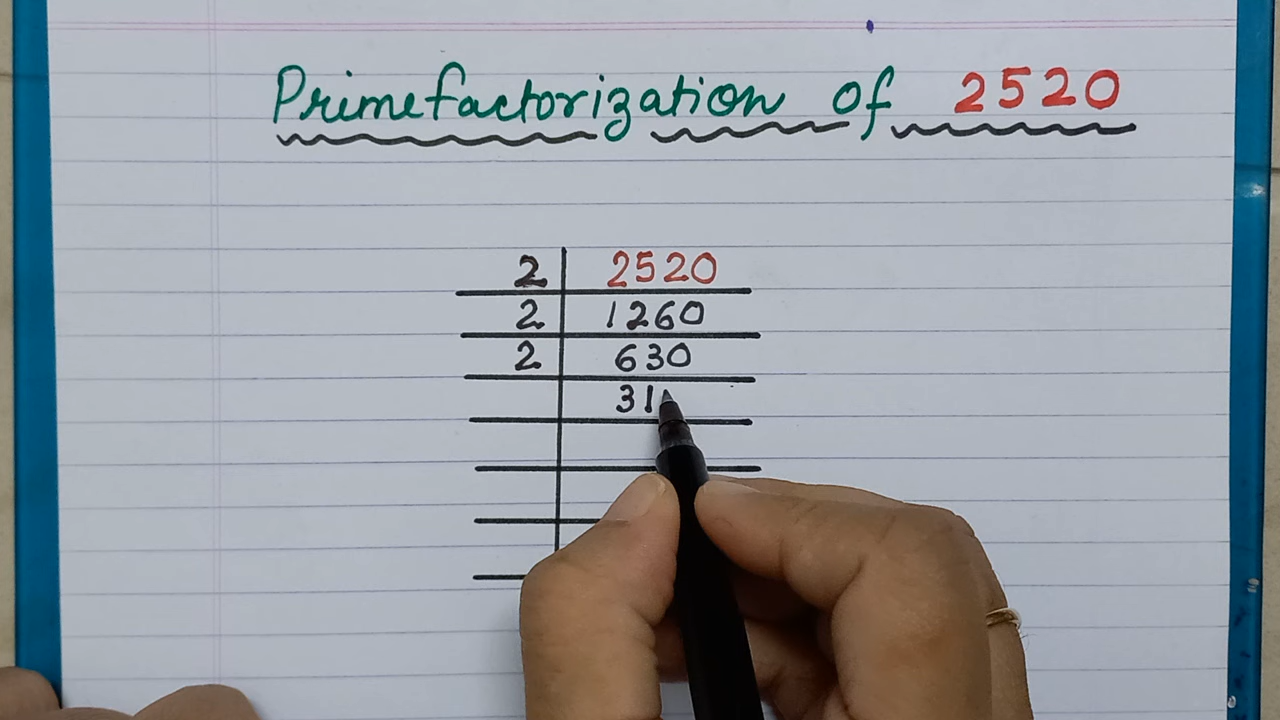 Primefactorization of 2520
2 2520
2 1260
2 630
31